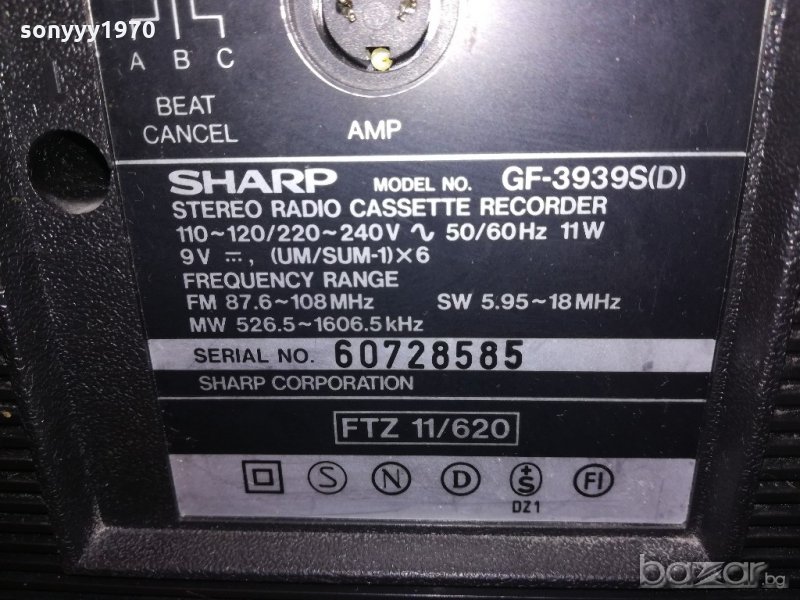 sonyyy1970
A B C
BEAT
CANCEL
AMP
SHARP MODEL NO. GF-3939S(D)
STEREO RADIO CASSETTE RECORDER
110~120/220~240V ∿ 50/60Hz 11W
9V ⎓, (UM/SUM-1)×6
FREQUENCY RANGE
FM 87.6~108MHz SW 5.95~18MHz
MW 526.5~1606.5kHz
SERIAL NO. 60728585
SHARP CORPORATION
FTZ 11/620
S N D +S FI
DZ1
bazar.bg